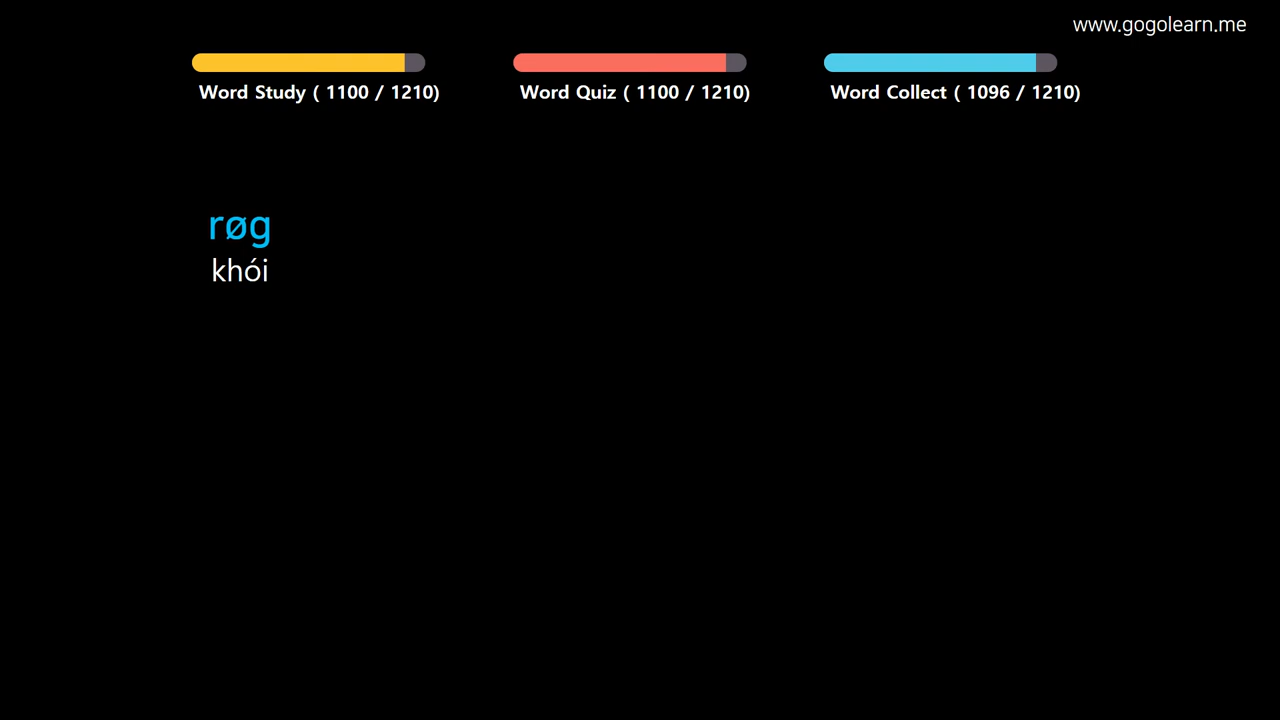 www.gogolearn.me
Word Study ( 1100 / 1210)
Word Quiz ( 1100 / 1210)
Word Collect ( 1096 / 1210)
røg
khói